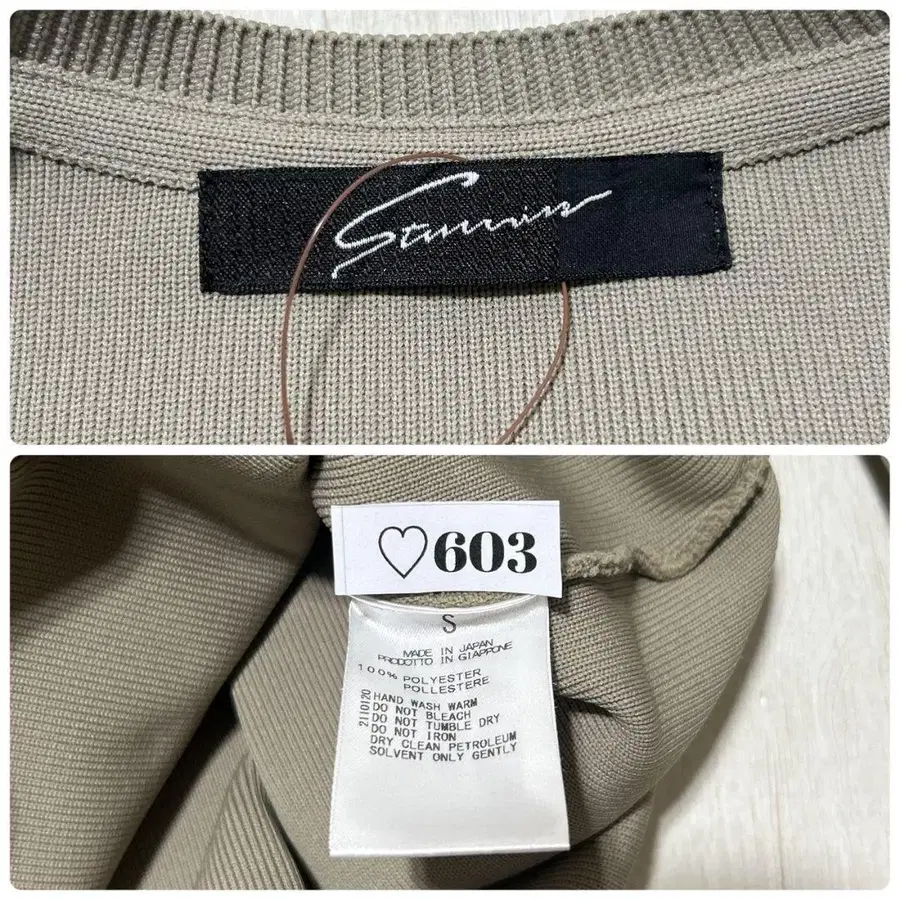 ♡603
S
MADE IN JAPAN
PRODOTTO IN GIAPPONE
100% POLYESTER
POLLESTERE
HAND WASH WARM
DO NOT BLEACH
DO NOT TUMBLE DRY
DO NOT IRON
DRY CLEAN PETROLEUM
SOLVENT ONLY GENTLY
2110120